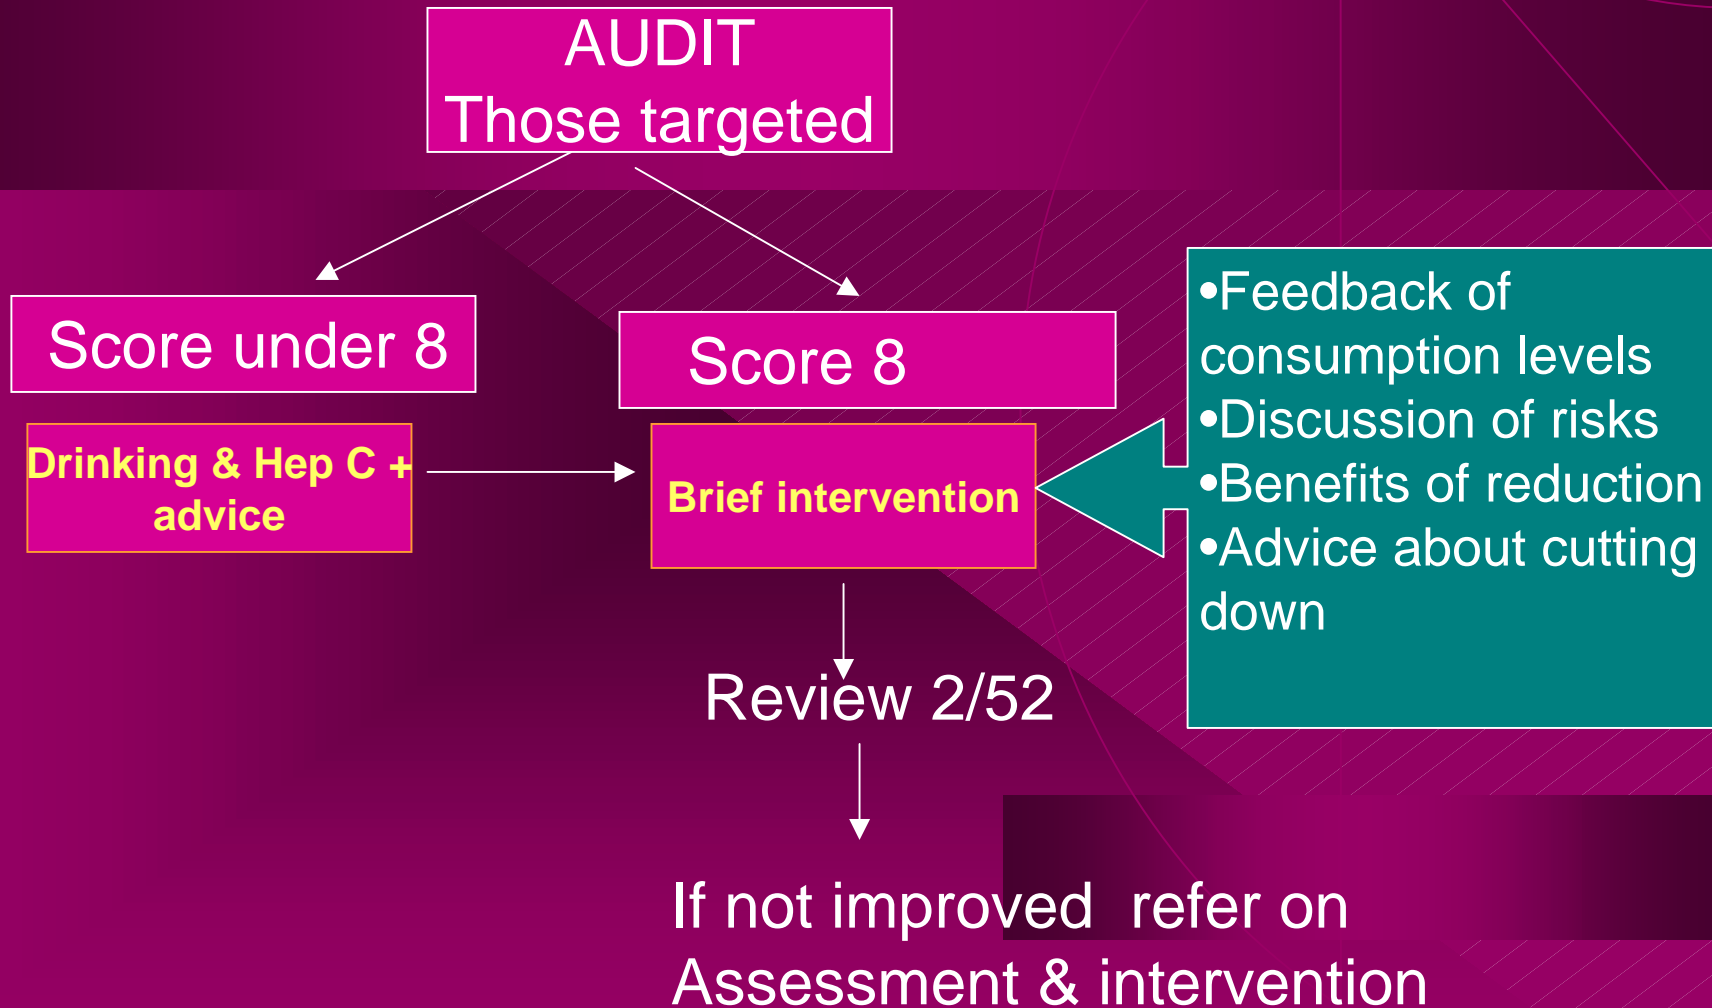 AUDIT
Those targeted
Score under 8
Score 8
Drinking & Hep C +
advice
Brief intervention
•Feedback of
consumption levels
•Discussion of risks
•Benefits of reduction
•Advice about cutting
down
Review 2/52
If not improved  refer on
Assessment & intervention